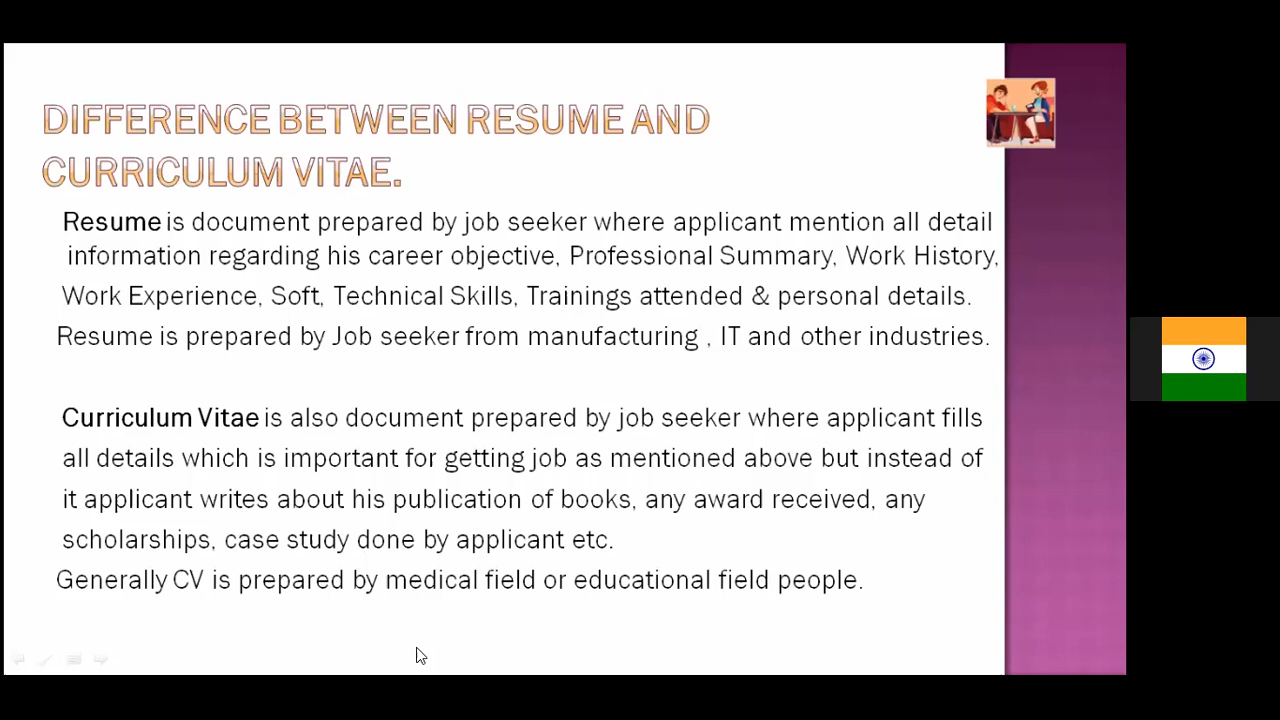 DIFFERENCE BETWEEN RESUME AND
CURRICULUM VITAE.
Resume is document prepared by job seeker where applicant mention all detail
information regarding his career objective, Professional Summary, Work History,
Work Experience, Soft, Technical Skills, Trainings attended & personal details.
Resume is prepared by Job seeker from manufacturing , IT and other industries.
Curriculum Vitae is also document prepared by job seeker where applicant fills
all details which is important for getting job as mentioned above but instead of
it applicant writes about his publication of books, any award received, any
scholarships, case study done by applicant etc.
Generally CV is prepared by medical field or educational field people.